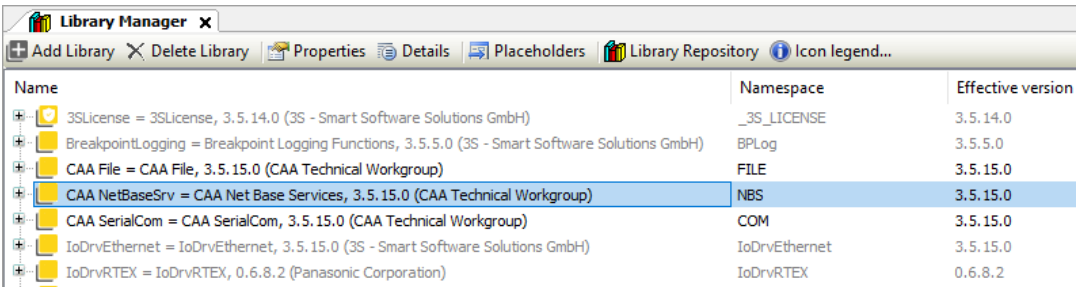 Library Manager x
Add Library Delete Library Properties Details Placeholders Library Repository Icon legend...
Name Namespace Effective version
3SLicense = 3SLicense, 3.5.14.0 (3S - Smart Software Solutions GmbH) _3S_LICENSE 3.5.14.0
BreakpointLogging = Breakpoint Logging Functions, 3.5.5.0 (3S - Smart Software Solutions GmbH) BPLog 3.5.5.0
CAA File = CAA File, 3.5.15.0 (CAA Technical Workgroup) FILE 3.5.15.0
CAA NetBaseSrv = CAA Net Base Services, 3.5.15.0 (CAA Technical Workgroup) NBS 3.5.15.0
CAA SerialCom = CAA SerialCom, 3.5.15.0 (CAA Technical Workgroup) COM 3.5.15.0
IoDrvEthernet = IoDrvEthernet, 3.5.15.0 (3S - Smart Software Solutions GmbH) IoDrvEthernet 3.5.15.0
IoDrvRTEX = IoDrvRTEX, 0.6.8.2 (Panasonic Corporation) IoDrvRTEX 0.6.8.2